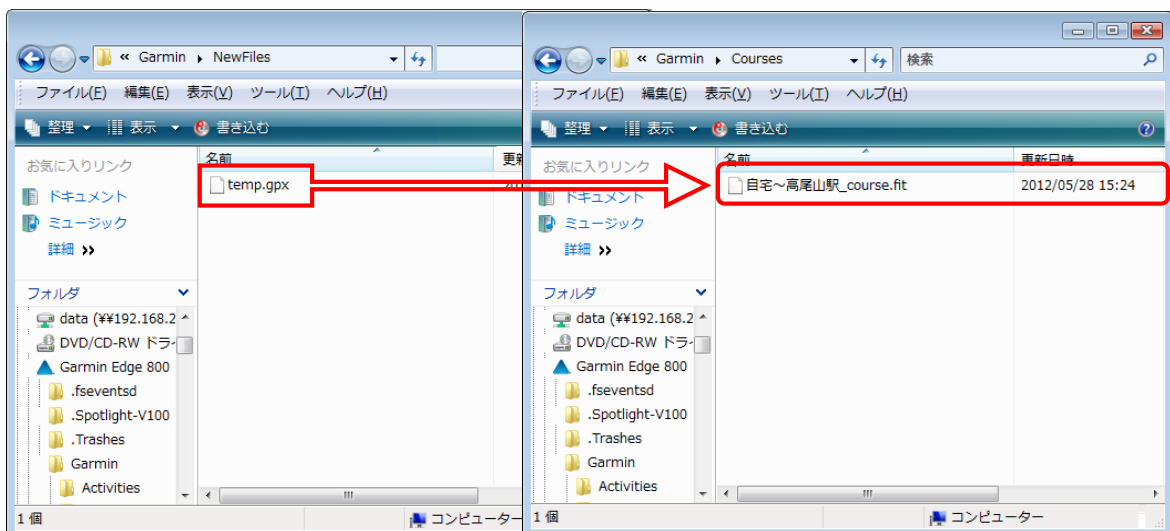 « Garmin ▸ NewFiles
ファイル(F) 編集(E) 表示(V) ツール(T) ヘルプ(H)
整理 表示 書き込む
お気に入りリンク
ドキュメント
ミュージック
詳細 »
フォルダ
data (¥¥192.168.2
DVD/CD-RW ドラ
Garmin Edge 800
.fseventsd
.Spotlight-V100
.Trashes
Garmin
Activities
名前
temp.gpx
1 個
コンピューター
« Garmin ▸ Courses
検索
ファイル(F) 編集(E) 表示(V) ツール(T) ヘルプ(H)
整理 表示 書き込む
お気に入りリンク
ドキュメント
ミュージック
詳細 »
フォルダ
data (¥¥192.168.2
DVD/CD-RW ドラ
Garmin Edge 800
.fseventsd
.Spotlight-V100
.Trashes
Garmin
Activities
名前 更新日時
自宅～高尾山駅_course.fit 2012/05/28 15:24
1 個
コンピューター